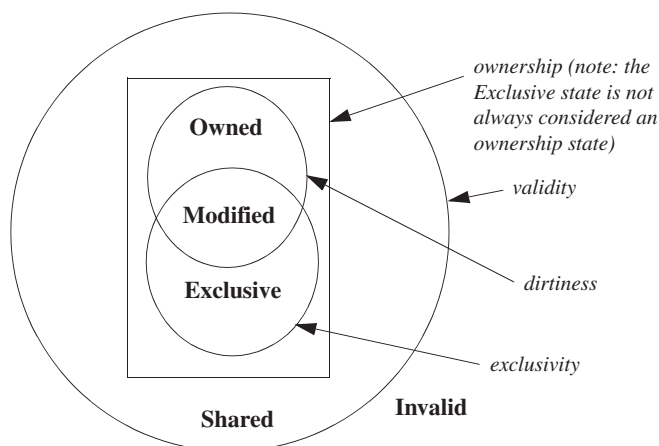 ownership (note: the
Exclusive state is not
always considered an
ownership state)
Owned
validity
Modified
dirtiness
Exclusive
exclusivity
Shared
Invalid